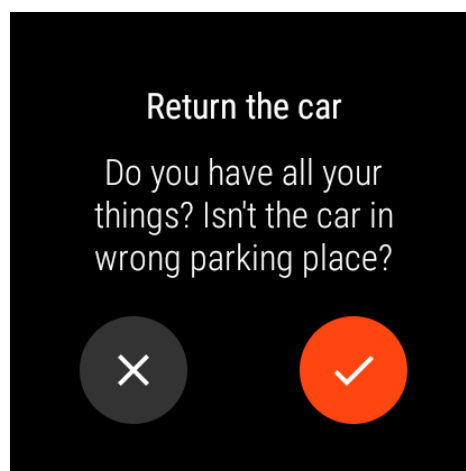 Return the car
Do you have all your
things? Isn't the car in
wrong parking place?